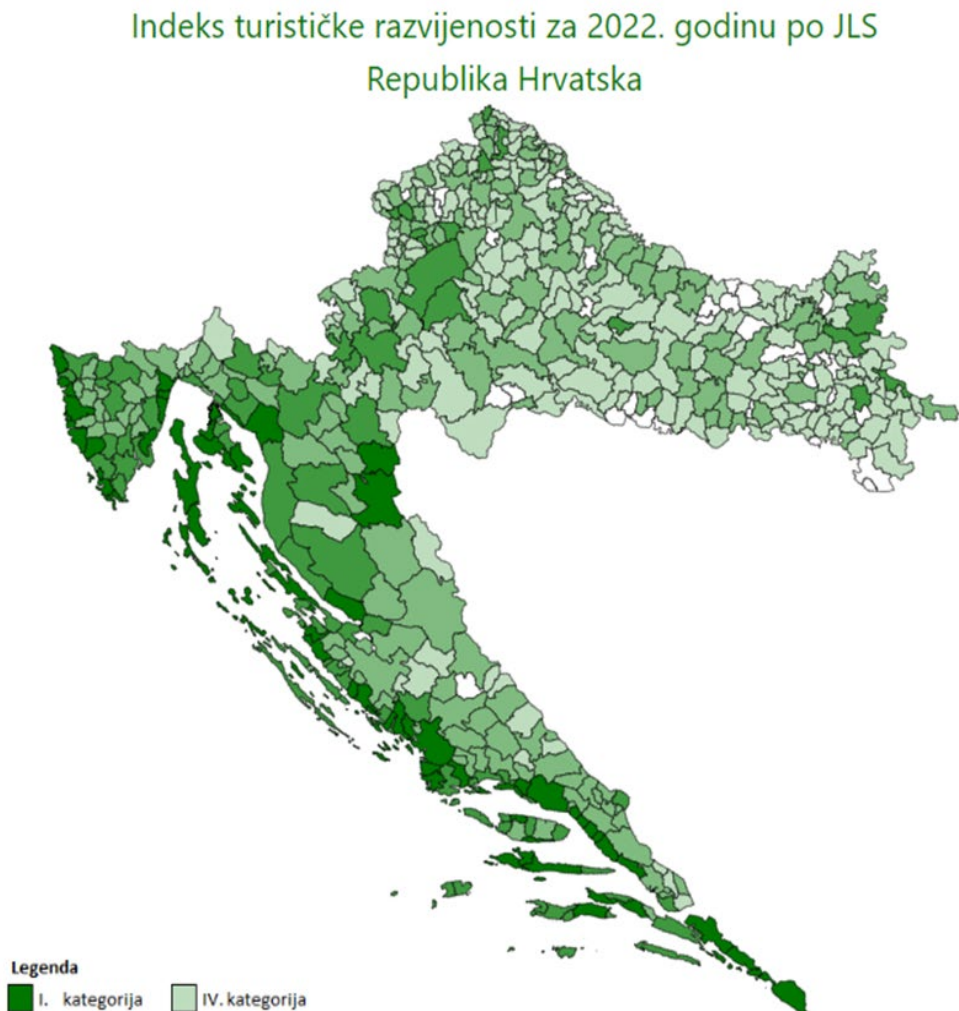 Indeks turističke razvijenosti za 2022. godinu po JLS
Republika Hrvatska
Legenda
I. kategorija
IV. kategorija